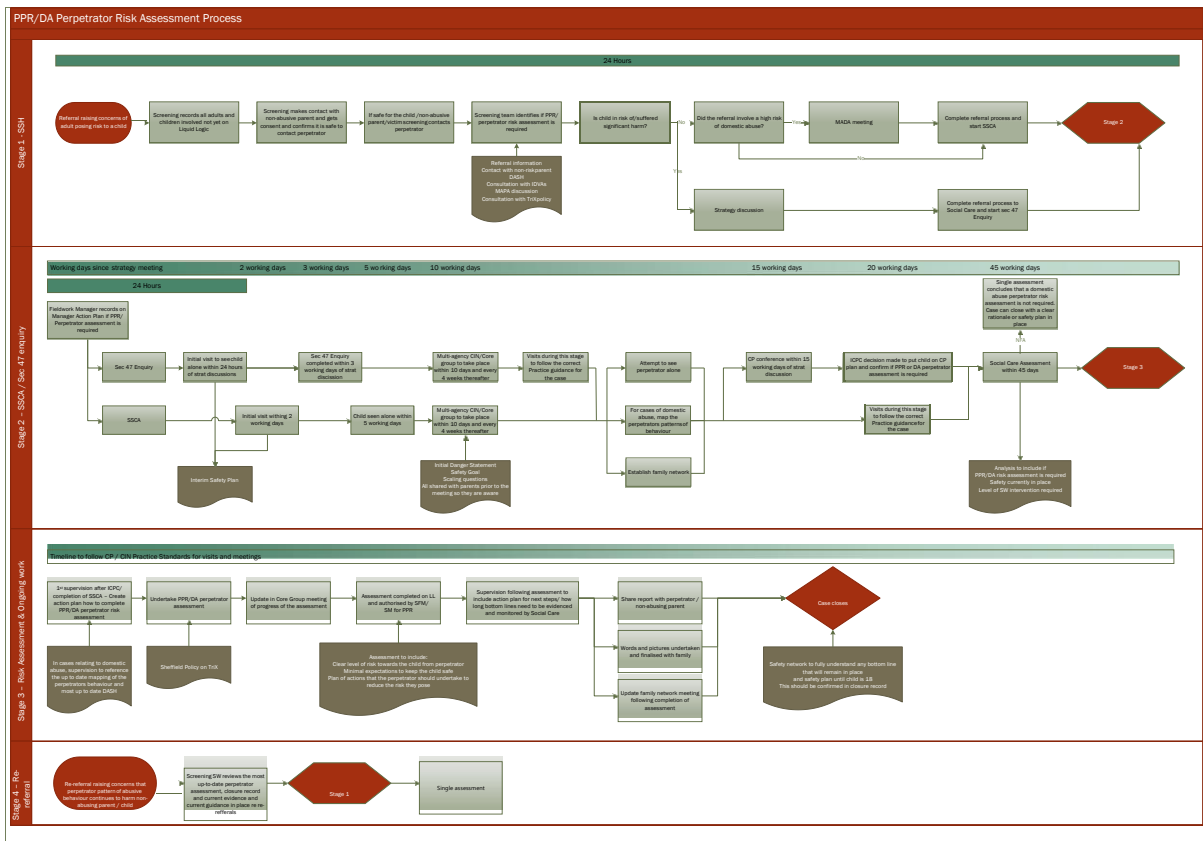 PPR/DA Perpetrator Risk Assessment Process
Stage 1 - SSH
24 Hours
Referral raising concerns of
adult posing risk to a child
Screening records all adults and
children involved not yet on
Liquid Logic
Screening makes contact with
non-abusive parent and gets
consent and confirms it is safe to
contact perpetrator
If safe for the child /non-abusive
parent/victim screening contacts
perpetrator
Screening team identifies if PPR/
perpetrator risk assessment is
required
Is child in risk of/suffered
significant harm?
No
Did the referral involve a high risk
of domestic abuse?
Yes
MADA meeting
Complete referral process and
start SSCA
Stage 2
No
Yes
Referral information
Contact with non-risk parent
DASH
Consultation with IDVAs
MAPA discussion
Consultation with TriXpolicy
Strategy discussion
Complete referral process to
Social Care and start sec 47
Enquiry
Stage 2 – SSCA / Sec 47 enquiry
Working days since strategy meeting
2 working days
3 working days
5 working days
10 working days
15 working days
20 working days
45 working days
24 Hours
Fieldwork Manager records on
Manager Action Plan if PPR/
Perpetrator assessment is
required
Single assessment
concludes that a domestic
abuse perpetrator risk
assessment is not required.
Case can close with a clear
rationale or safety plan in
place
Sec 47 Enquiry
Initial visit to see child
alone within 24 hours
of strat discussions
Sec 47 Enquiry
completed within 3
working days of strat
discission
Multi-agency CIN/Core
group to take place
within 10 days and every
4 weeks thereafter
Visits during this stage
to follow the correct
Practice guidance for
the case
Attempt to see
perpetrator alone
CP conference within 15
working days of strat
discussion
ICPC decision made to put child on CP
plan and confirm if PPR or DA perpetrator
assessment is required
Social Care Assessment
within 45 days
Stage 3
SSCA
Initial visit withing 2
working days
Child seen alone within
5 working days
Multi-agency CIN/Core
group to take place
within 10 days and every
4 weeks thereafter
For cases of domestic
abuse, map the
perpetrators patterns of
behaviour
Visits during this stage
to follow the correct
Practice guidance for
the case
Interim Safety Plan
Initial Danger Statement
Safety Goal
Scaling questions
All shared with parents prior to the
meeting so they are aware
Establish family network
Analysis to include if
PPR/DA risk assessment is required
Safety currently in place
Level of SW intervention required
Stage 3 – Risk Assessment & Ongoing work
Timeline to follow CP / CIN Practice Standards for visits and meetings
1st supervision after ICPC/
completion of SSCA – Create
action plan how to complete
PPR/DA perpetrator risk
assessment
Undertake PPR/DA perpetrator
assessment
Update in Core Group meeting
of progress of the assessment
Assessment completed on LL
and authorised by SFM/
SM for PPR
Supervision following assessment to
include action plan for next steps/ how
long bottom lines need to be evidenced
and monitored by Social Care
Share report with perpetrator /
non-abusing parent
Case closes
In cases relating to domestic
abuse, supervision to reference
the up to date mapping of the
perpetrators behaviour and
most up to date DASH
Sheffield Policy on TriX
Assessment to include:
Clear level of risk towards the child from perpetrator
Minimal expectations to keep the child safe
Plan of actions that the perpetrator should undertake to
reduce the risk they pose
Words and pictures undertaken and
finalised with family
Update family network meeting
following completion of
assessment
Safety network to fully understand any bottom line
that will remain in place
and safety plan until child is 18
This should be confirmed in closure record
Stage 4 – Re-
referral
Re-referral raising concerns that
perpetrator pattern of abusive
behaviour continues to harm non-
abusing parent / child
Screening SW reviews the most
up-to-date perpetrator
assessment, closure record
and current evidence and
current guidance in place re re-
refferals
Stage 1
Single assessment